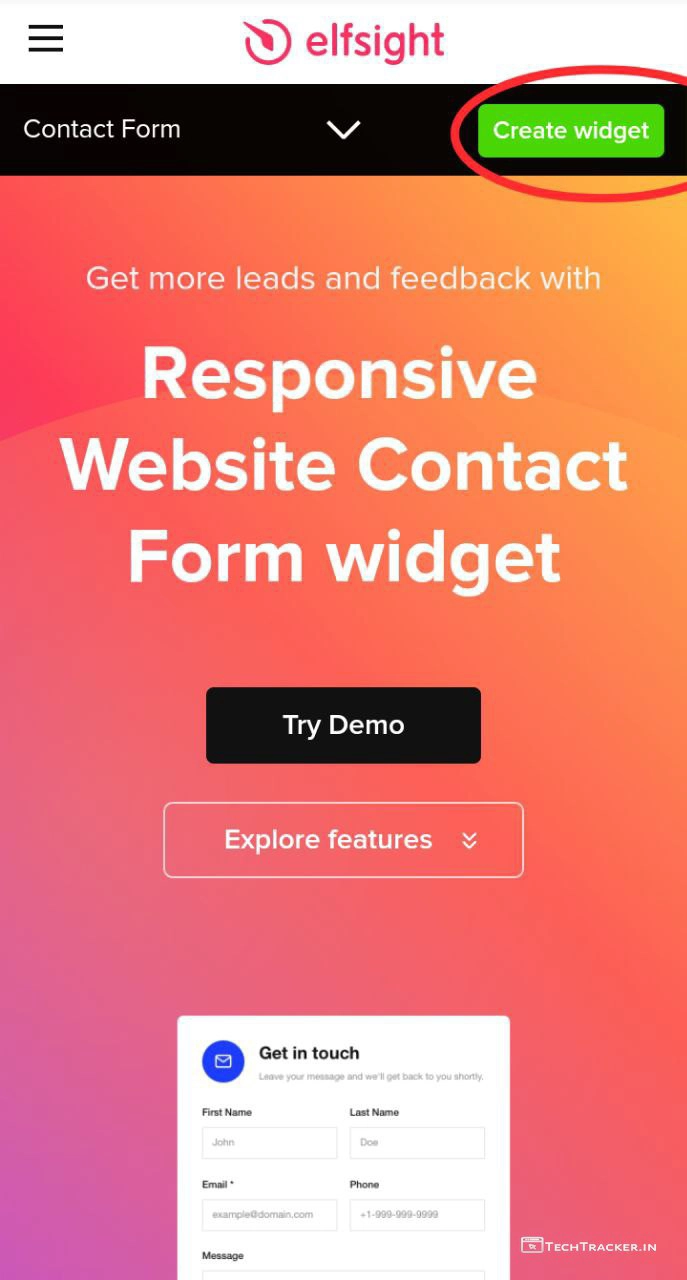 elfsight
Contact Form
Create widget
Get more leads and feedback with
Responsive
Website Contact
Form widget
Try Demo
Explore features
Get in touch
Leave your message and we'll get back to you shortly.
First Name Last Name
John Doe
Email * Phone
example@domain.com +1-999-999-9999
Message
TECHTRACKER.IN